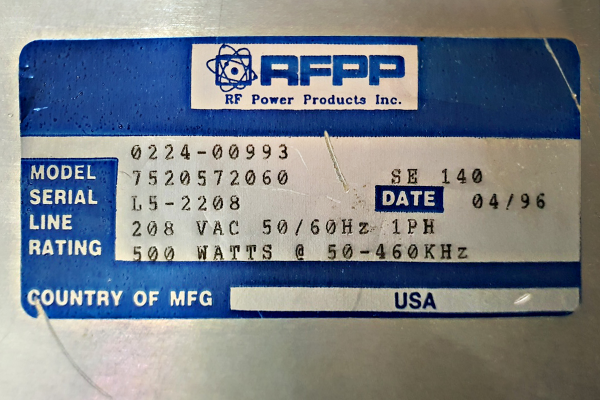 RFPP
RF Power Products Inc.
0224-00993
MODEL 7520572060 SE 140
SERIAL L5-2208 DATE 04/96
LINE 208 VAC 50/60Hz 1PH
RATING 500 WATTS @ 50-460KHz
COUNTRY OF MFG USA